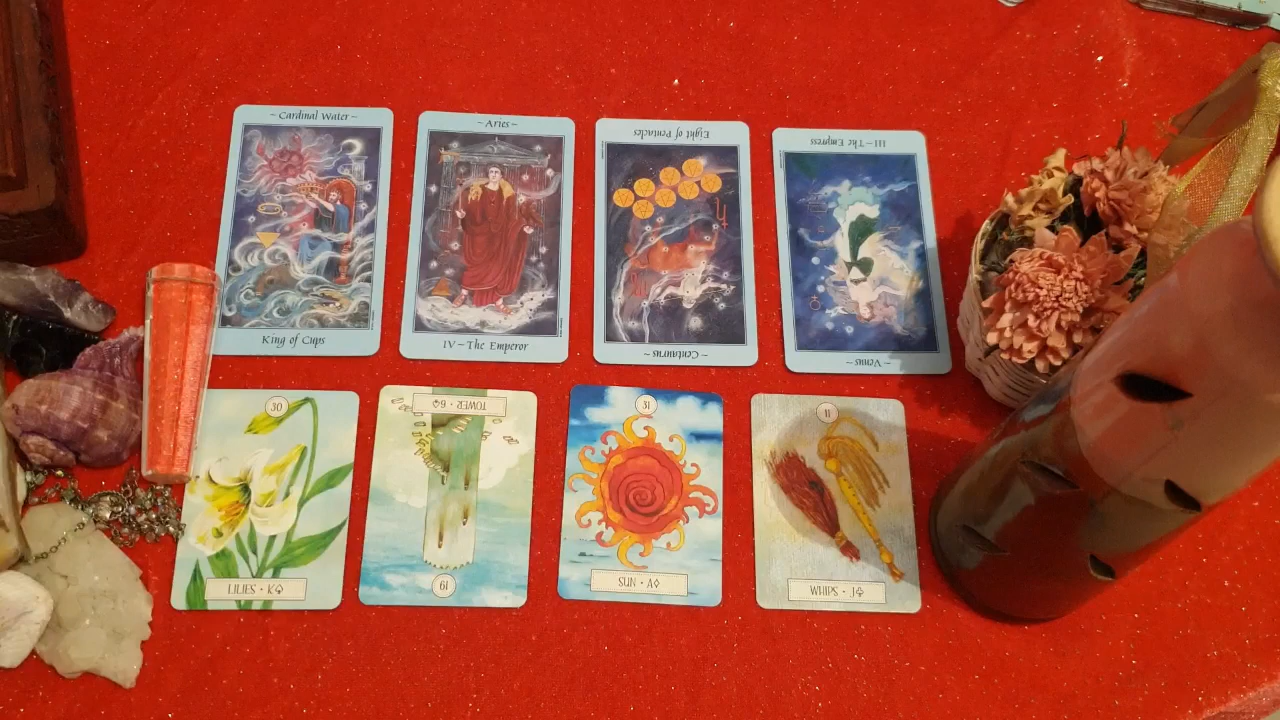 ~ Cardinal Water ~
King of Cups
~ Aries ~
IV – The Emperor
Eight of Pentacles
~ Centaurus ~
III – The Empress
~ Venus ~
30
LILIES • K♤
TOWER • 6♤
19
31
SUN • A♢
11
WHIPS • J♧